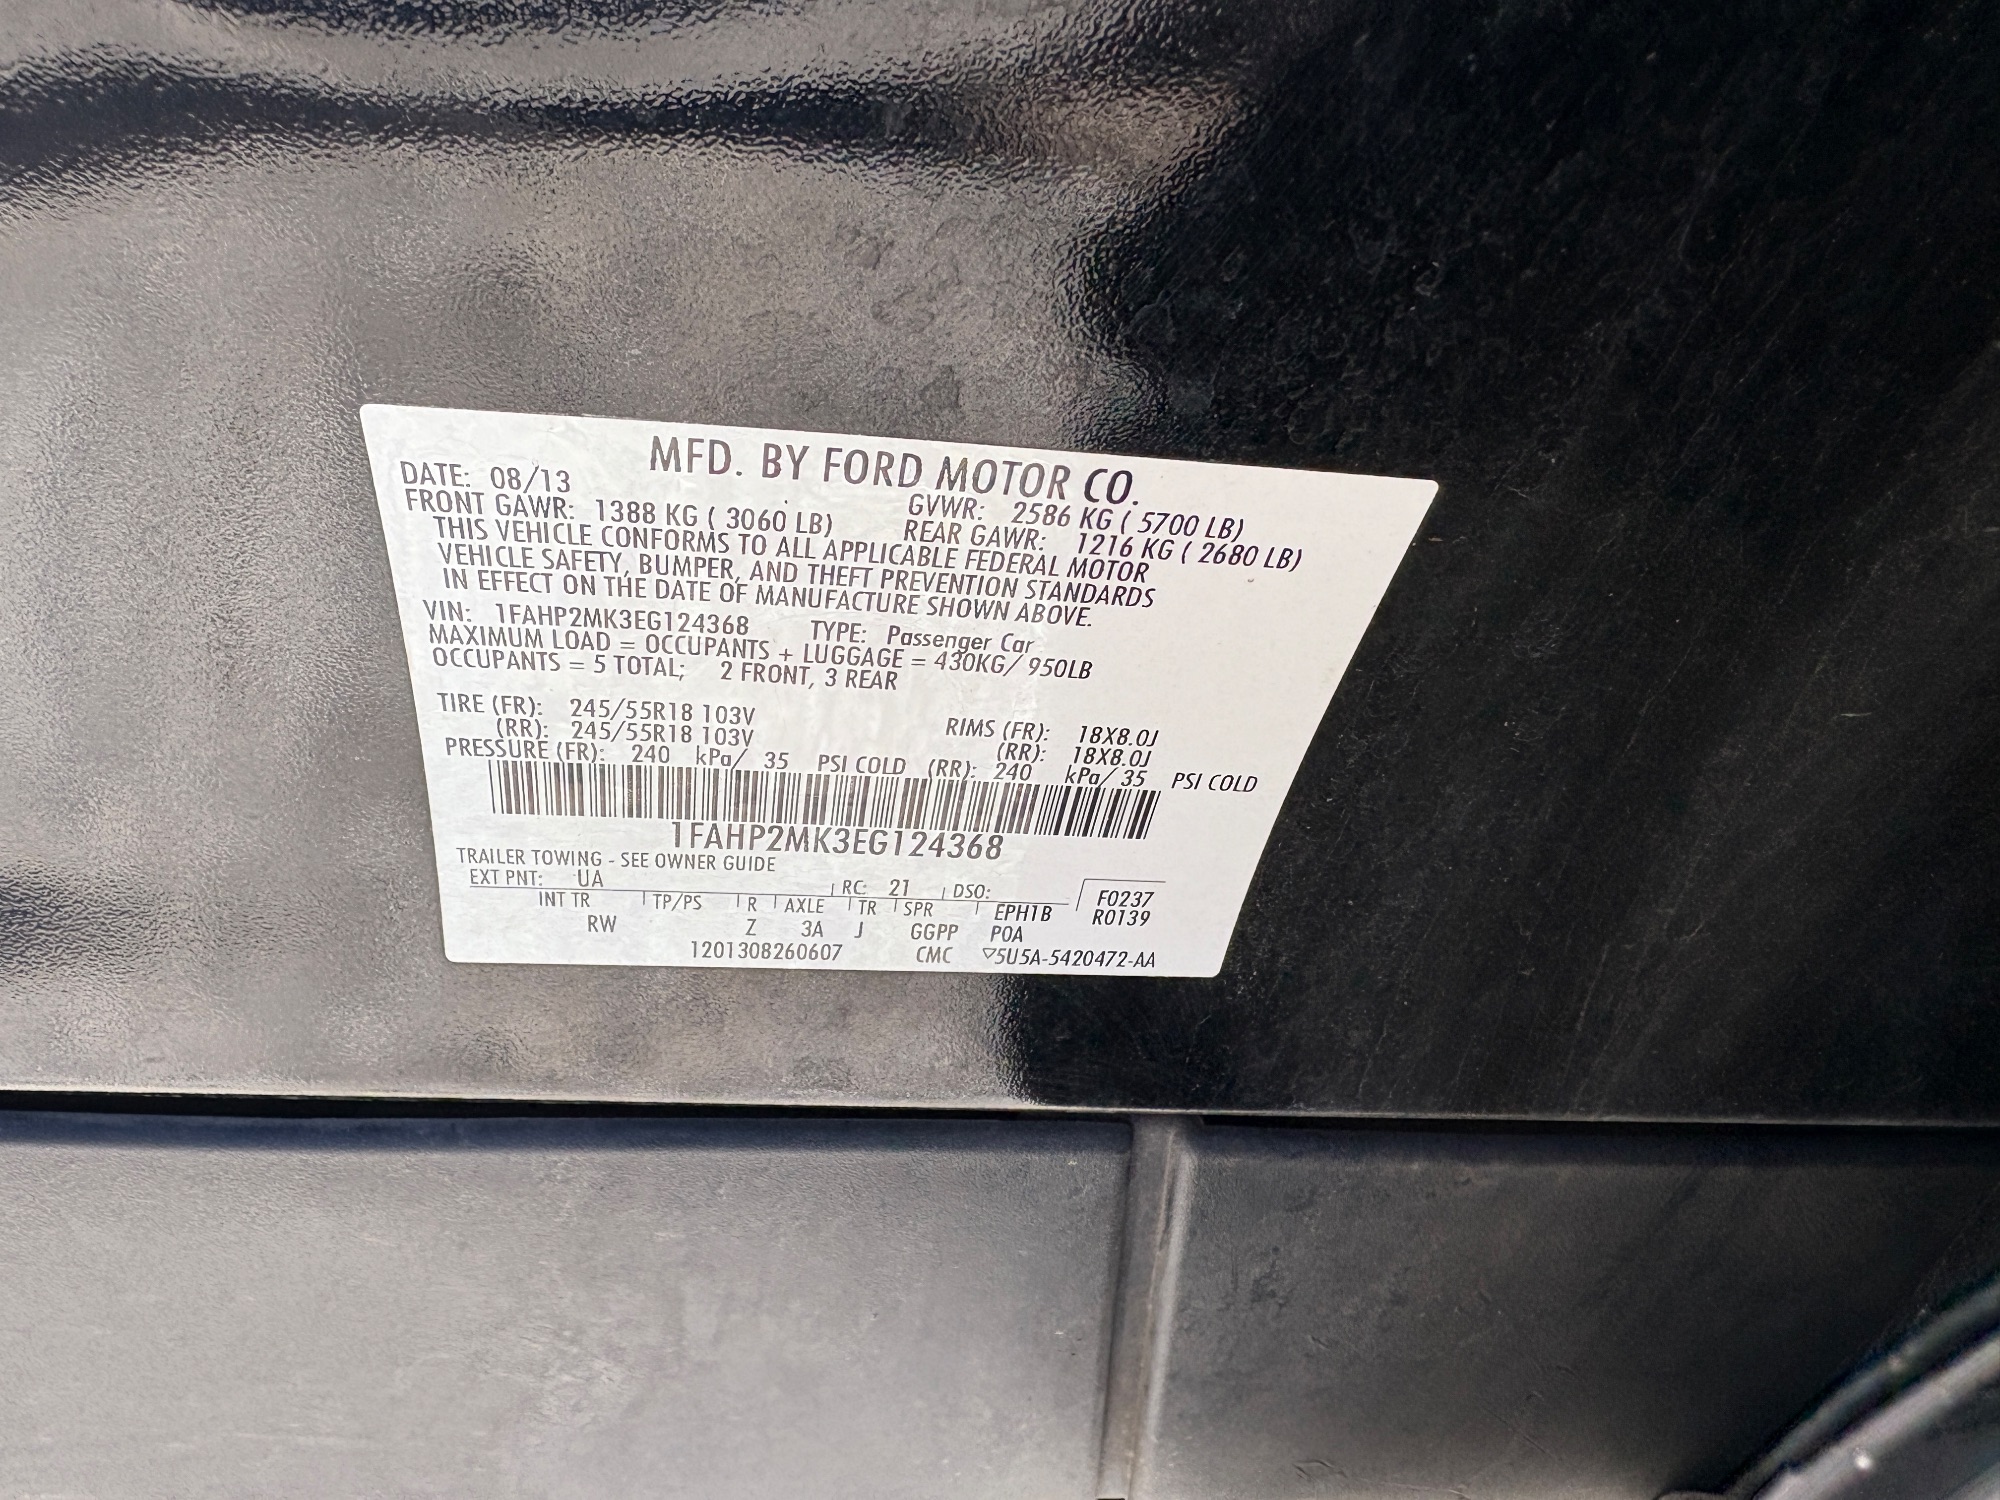 MFD. BY FORD MOTOR CO.
DATE: 08/13 GVWR: 2586 KG ( 5700 LB)
FRONT GAWR: 1388 KG ( 3060 LB) REAR GAWR: 1216 KG ( 2680 LB)
THIS VEHICLE CONFORMS TO ALL APPLICABLE FEDERAL MOTOR
VEHICLE SAFETY, BUMPER, AND THEFT PREVENTION STANDARDS
IN EFFECT ON THE DATE OF MANUFACTURE SHOWN ABOVE.
VIN: 1FAHP2MK3EG124368 TYPE: Passenger Car
MAXIMUM LOAD = OCCUPANTS + LUGGAGE = 430KG/ 950LB
OCCUPANTS = 5 TOTAL; 2 FRONT, 3 REAR
TIRE (FR): 245/55R18 103V RIMS (FR): 18X8.0J
(RR): 245/55R18 103V (RR): 18X8.0J
PRESSURE (FR): 240 kPa/ 35 PSI COLD (RR): 240 kPa/ 35 PSI COLD
1FAHP2MK3EG124368
TRAILER TOWING - SEE OWNER GUIDE
EXT PNT: UA RC: 21 DSO: F0237
INT TR TP/PS R AXLE TR SPR EPH1B R0139
RW Z 3A J GGPP POA
1201308260607 CMC ▽5U5A-5420472-AA